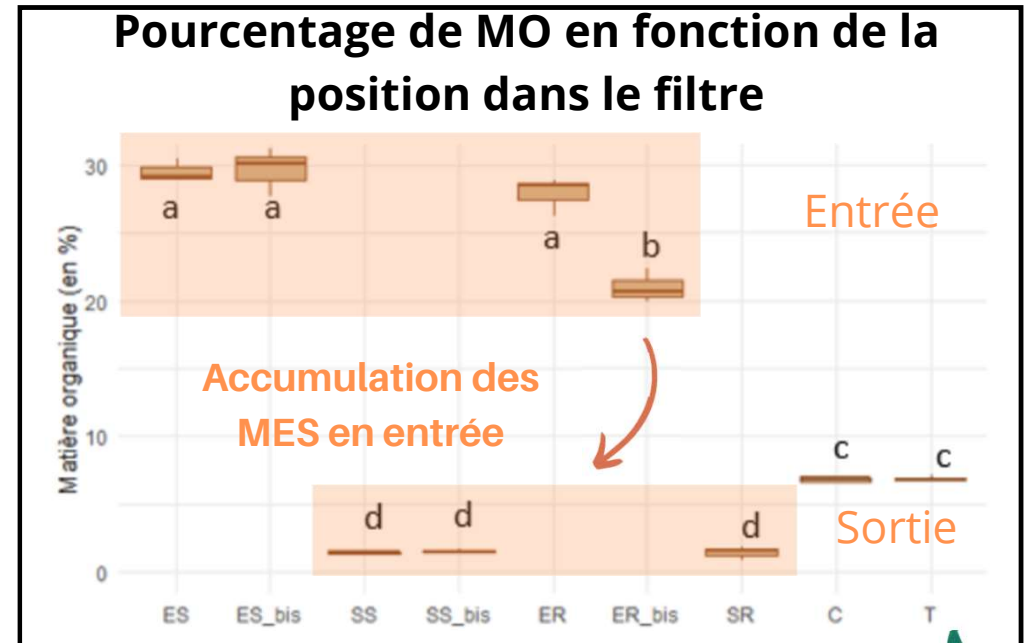 Pourcentage de MO en fonction de la
position dans le filtre
Matière organique (en %)
30
20
10
0
a
a
a
b
Entrée
Accumulation des
MES en entrée
d
d
d
c
c
Sortie
ES ES_bis SS SS_bis ER ER_bis SR C T